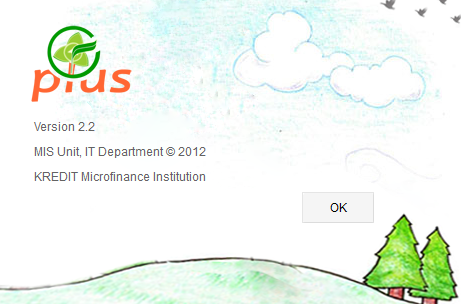 plus
Version 2.2
MIS Unit, IT Department © 2012
KREDIT Microfinance Institution
OK